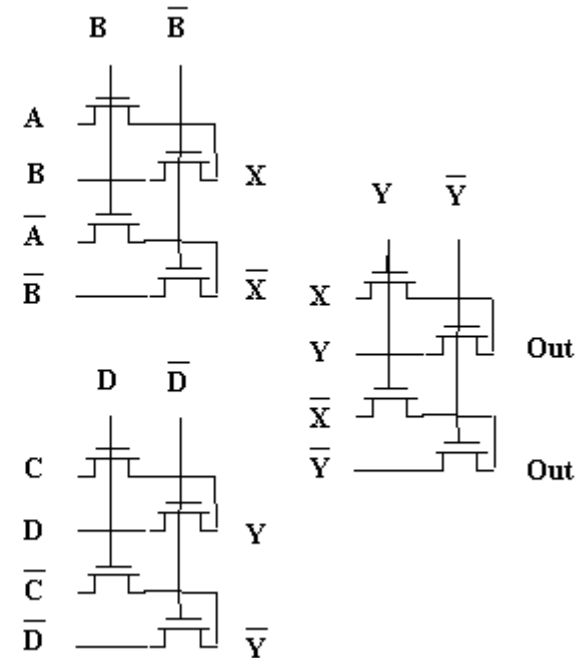 B B̅
A
B X
A̅
B̅ X̅
D D̅
C
D Y
C̅
D̅ Y̅
Y Y̅
X
Y Out
X̅
Y̅ Out